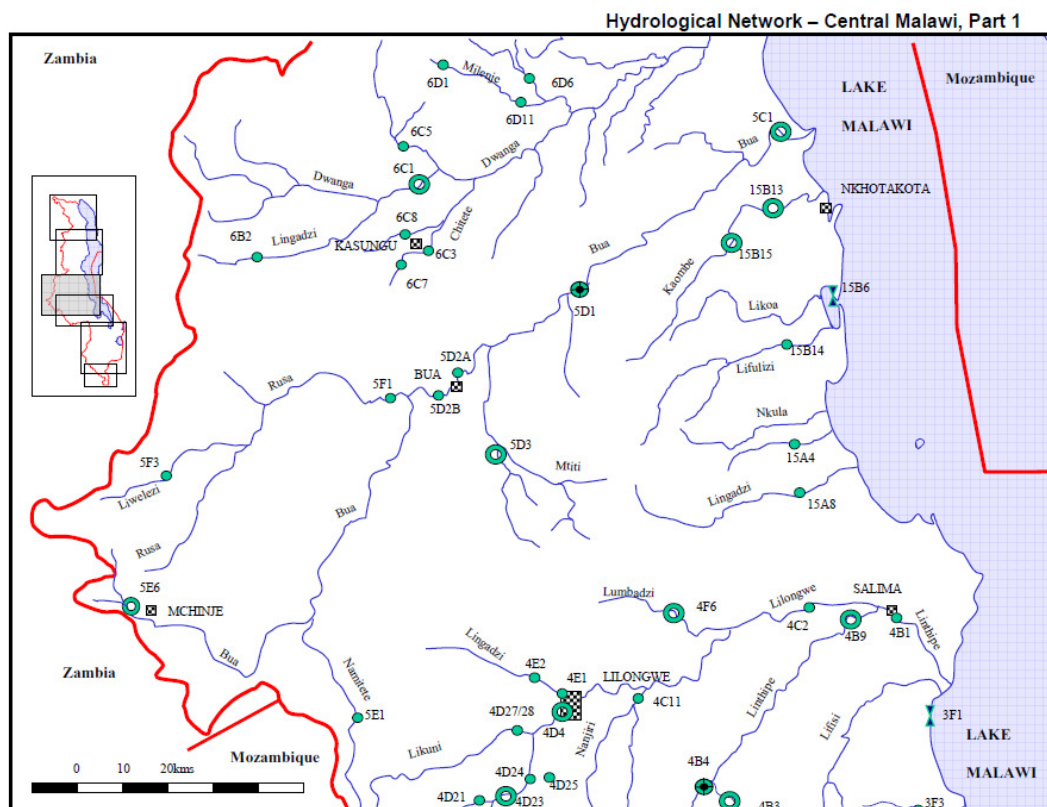 Hydrological Network – Central Malawi, Part 1
Zambia
LAKE
MALAWI
Mozambique
6D1
Milenje
6D6
6D11
5C1
Bua
6C5
Dwanga
6C1
Dwanga
15B13
NKHOTAKOTA
6C8
Chitete
6B2
Lingadzi
KASUNGU
6C3
6C7
Bua
Kaombe
15B15
5D1
Likoa
15B6
15B14
Lifulizi
5D2A
BUA
Rusa
5F1
5D2B
Nkula
15A4
5D3
Mtiti
5F3
Liwelezi
Lingadzi
15A8
Bua
Rusa
5E6
MCHINJE
Lumbadzi
4F6
Lilongwe
SALIMA
4C2
4B9
4B1
Linthipe
Bua
Zambia
Namitete
Lingadzi
4E2
4E1
LILONGWE
4C11
Linthipe
Lifisi
3F1
5E1
4D27/28
4D4
Nanjiri
LAKE
MALAWI
Mozambique
Likuni
4B4
0 10 20kms
4D24
4D25
4D21
4D23
4B3
3F3